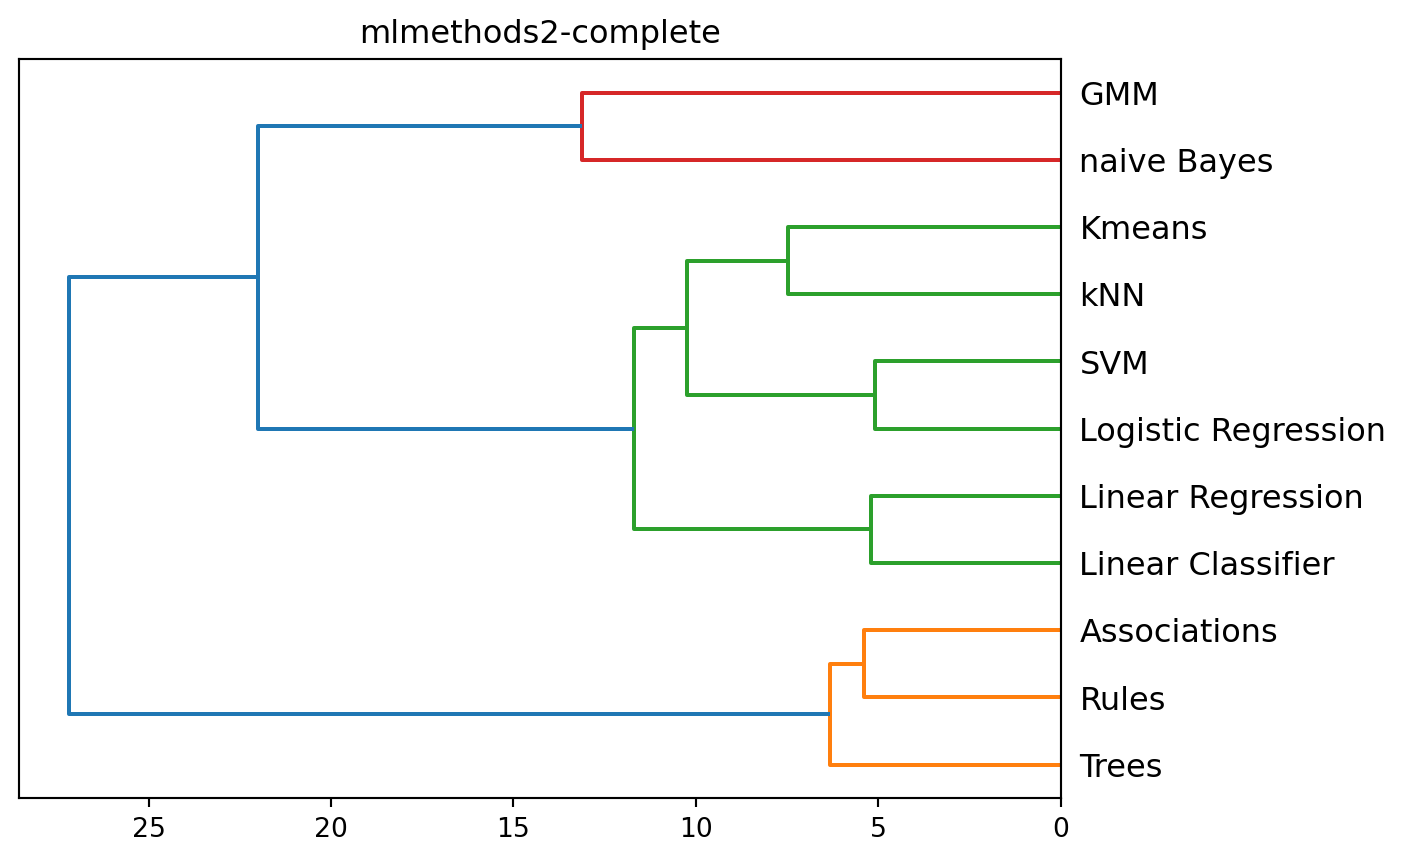 mlmethods2-complete
GMM
naive Bayes
Kmeans
kNN
SVM
Logistic Regression
Linear Regression
Linear Classifier
Associations
Rules
Trees
25 20 15 10 5 0